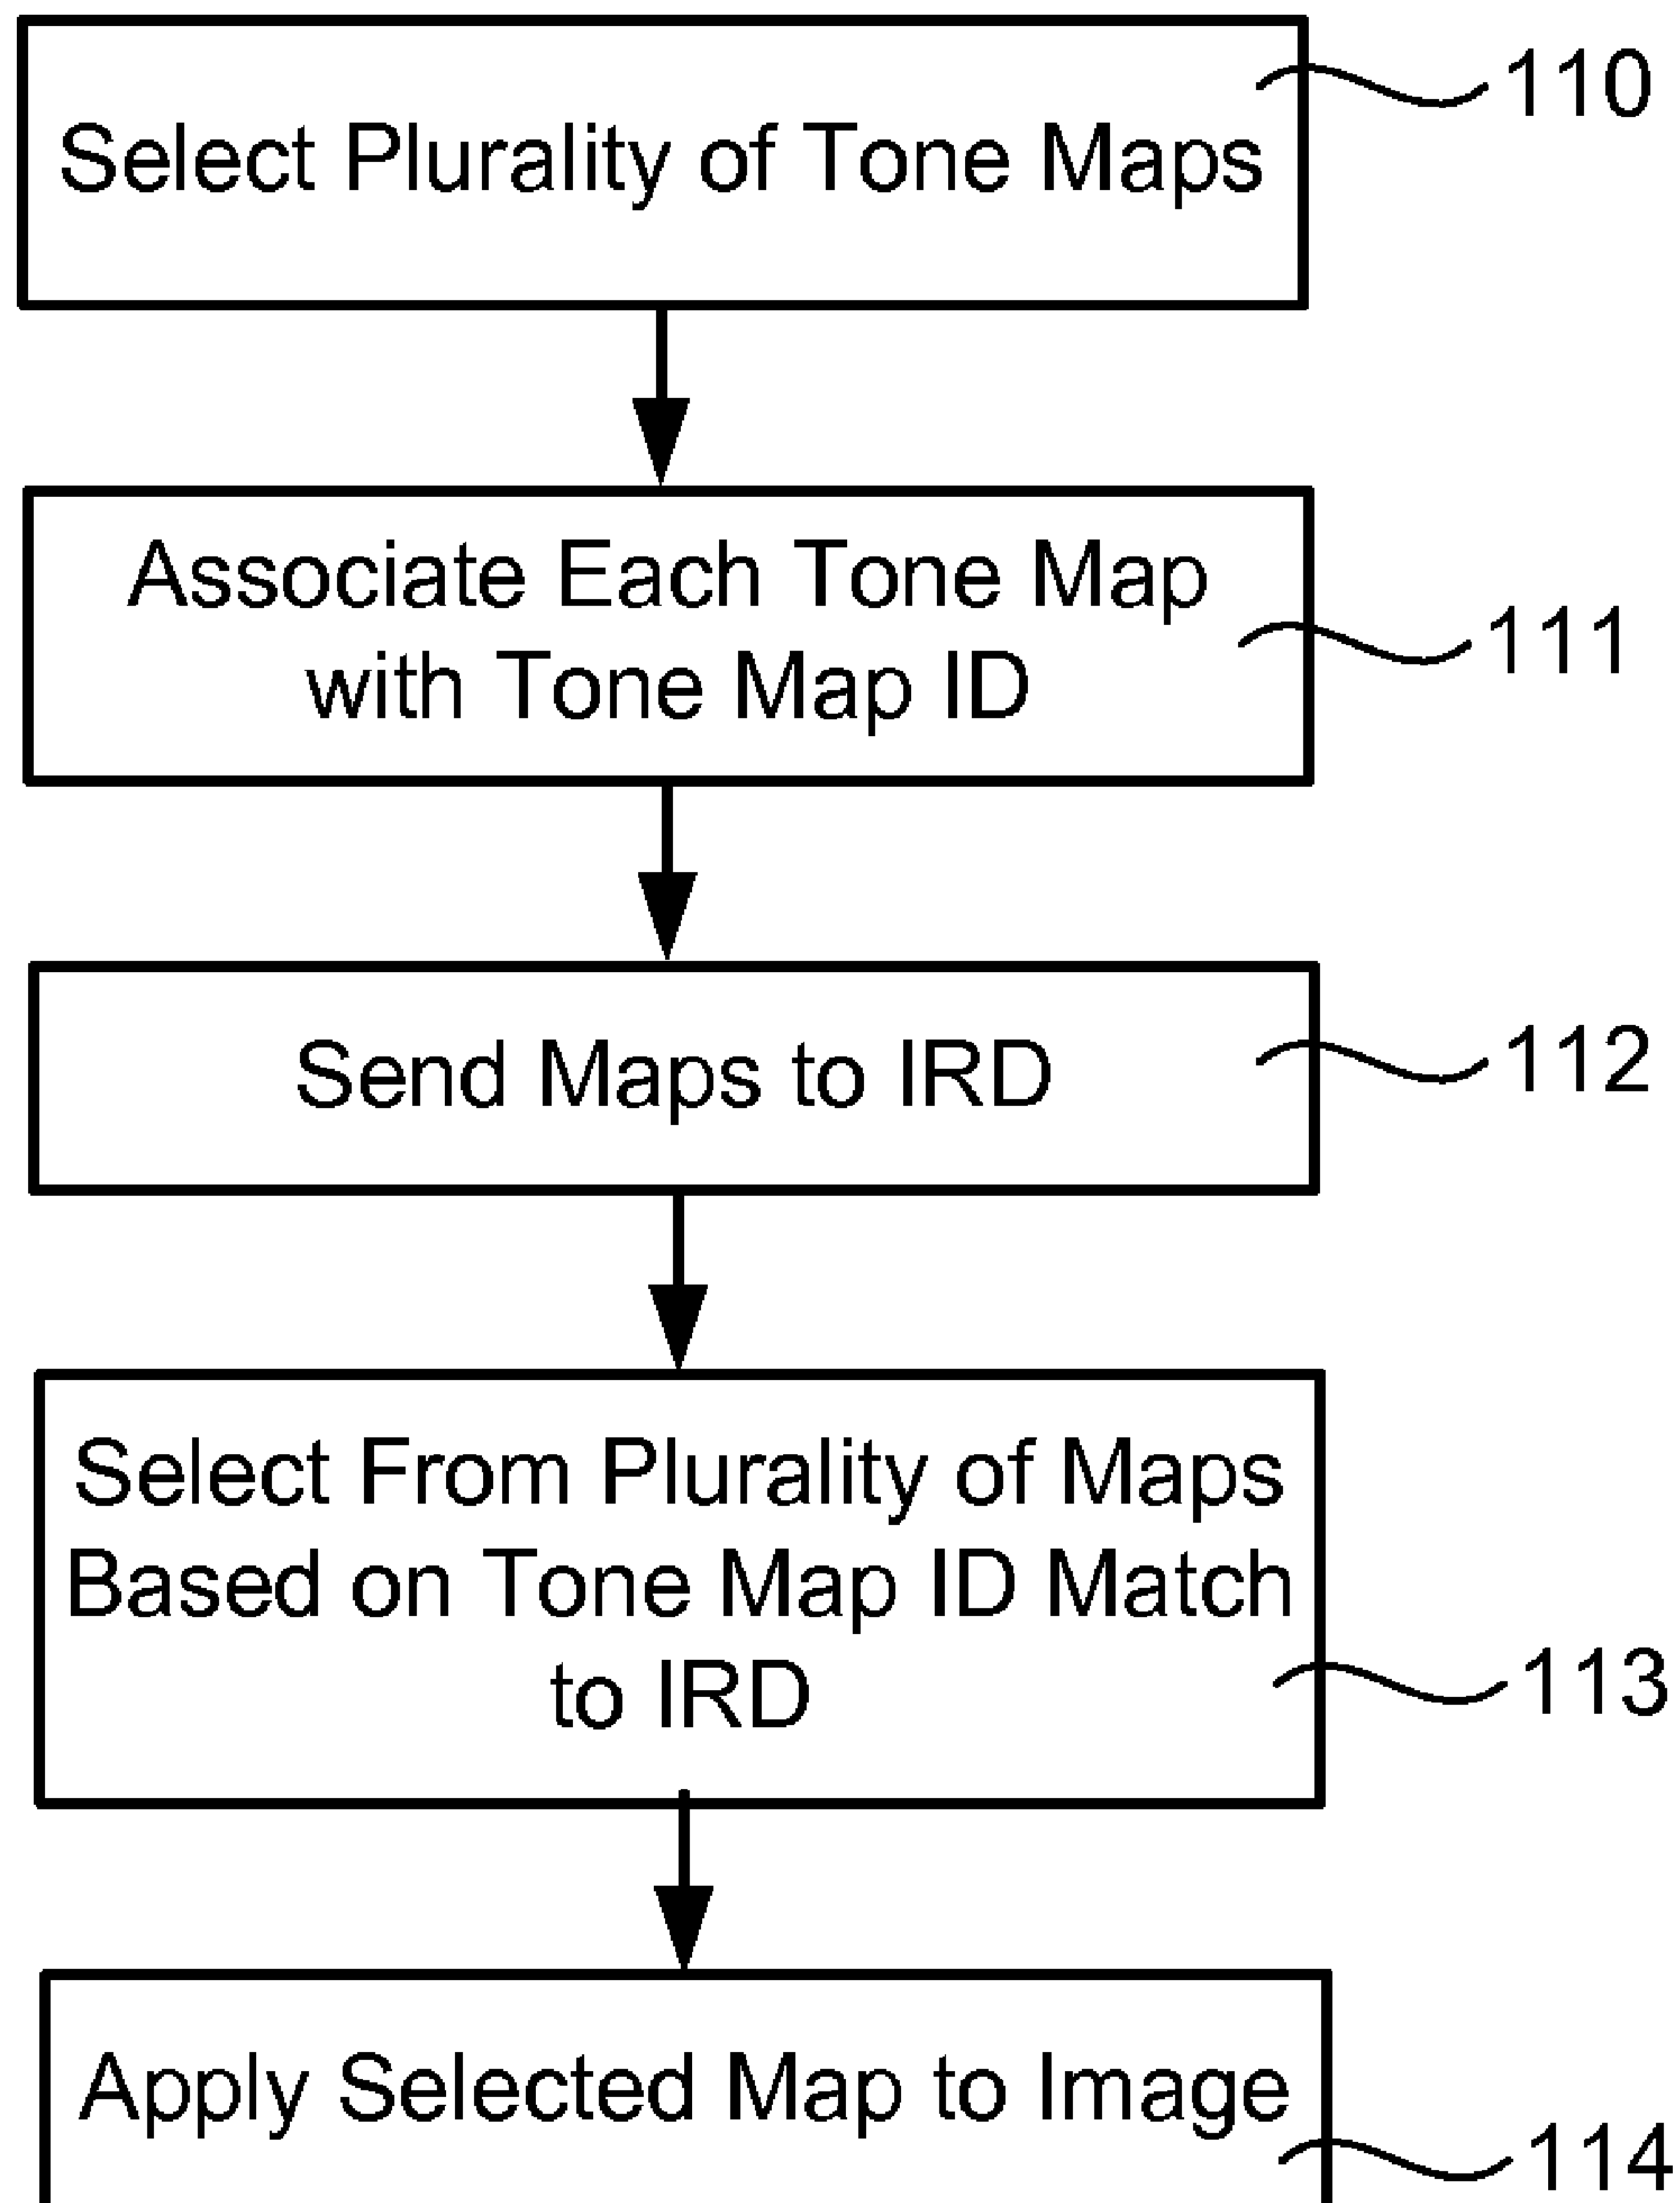 110
Select Plurality of Tone Maps
Associate Each Tone Map
with Tone Map ID
111
Send Maps to IRD
112
Select From Plurality of Maps
Based on Tone Map ID Match
to IRD
113
Apply Selected Map to Image
114